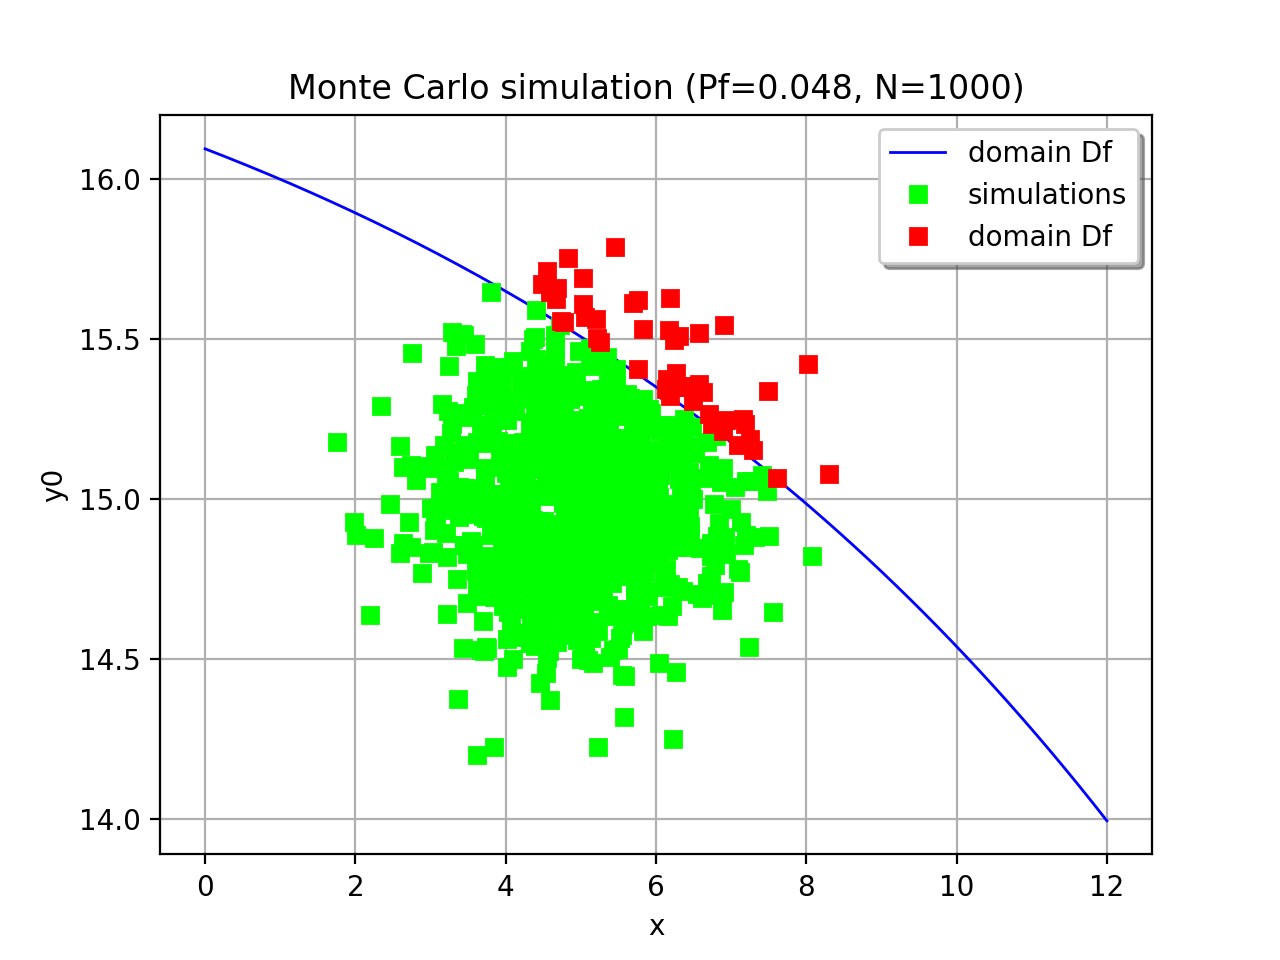 Monte Carlo simulation (Pf=0.048, N=1000)
domain Df
simulations
domain Df
16.0
15.5
15.0
14.5
14.0
y0
0 2 4 6 8 10 12
x